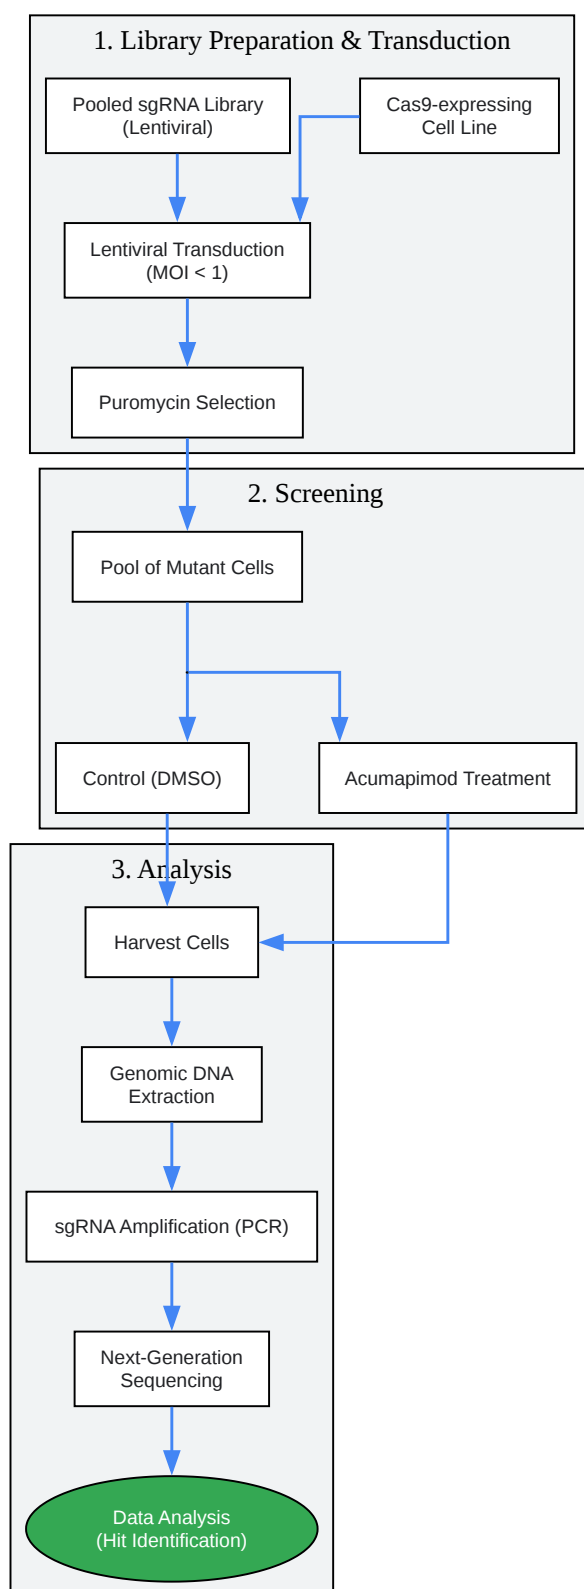 1. Library Preparation & Transduction
Pooled sgRNA Library
(Lentiviral)
Cas9-expressing
Cell Line
Lentiviral Transduction
(MOI < 1)
Puromycin Selection
2. Screening
Pool of Mutant Cells
Control (DMSO)
Acumapimod Treatment
3. Analysis
Harvest Cells
Genomic DNA
Extraction
sgRNA Amplification (PCR)
Next-Generation
Sequencing
Data Analysis
(Hit Identification)